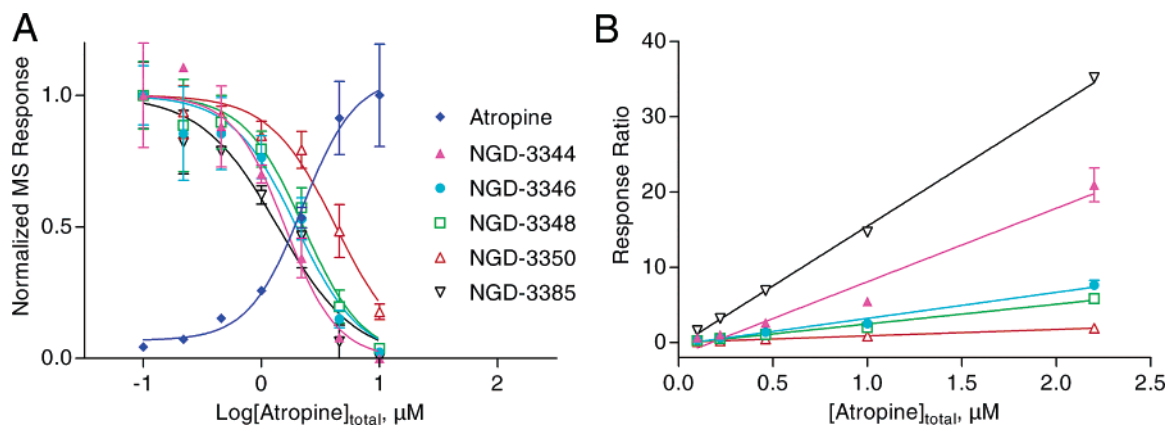 A
Normalized MS Response
1.0
0.5
0.0
-1
0
1
Log[Atropine]total, μM
Atropine
NGD-3344
NGD-3346
NGD-3348
NGD-3350
NGD-3385
B
Response Ratio
40
30
20
10
0
0.0
0.5
1.0
1.5
2.0
2.5
[Atropine]total, μM